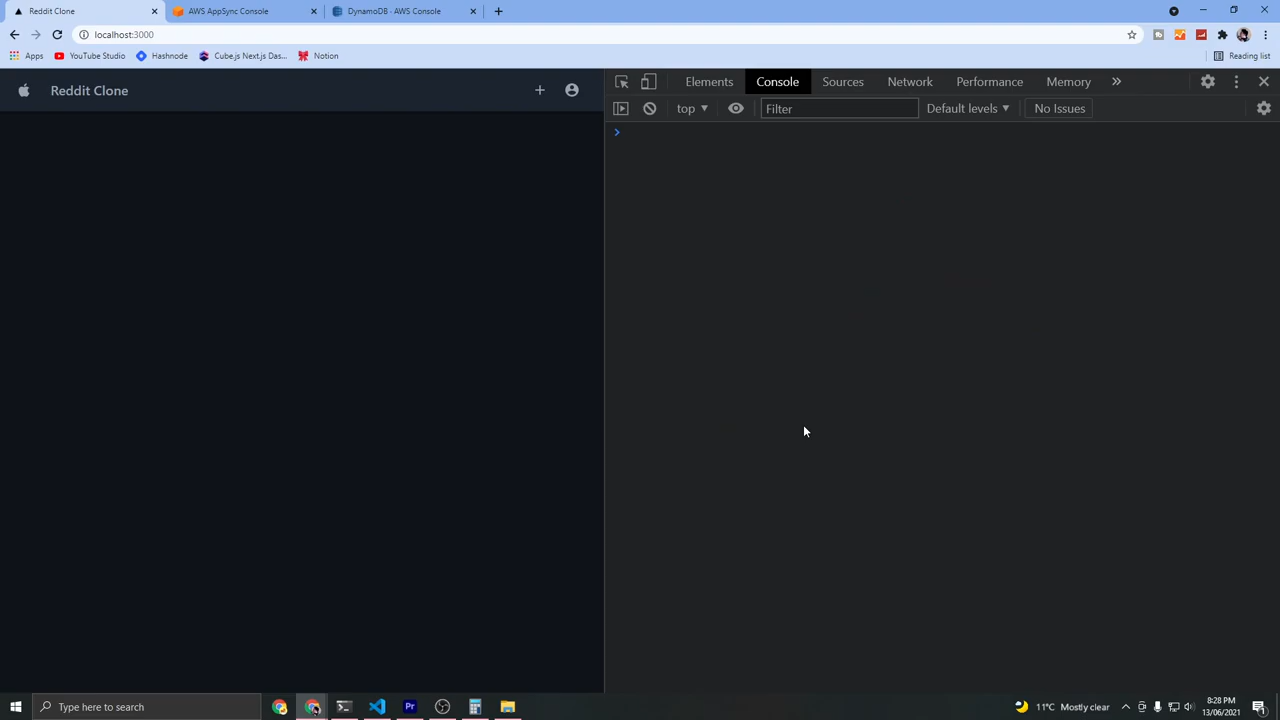 Reddit Clone
AWS AppSync Console
DynamoDB - AWS Console
localhost:3000
Apps
YouTube Studio
Hashnode
Cube.js Next.js Das...
Notion
Reading list
Reddit Clone
Elements
Console
Sources
Network
Performance
Memory
top
Filter
Default levels
No Issues
Type here to search
Pr
11°C Mostly clear
8:28 PM
13/06/2021